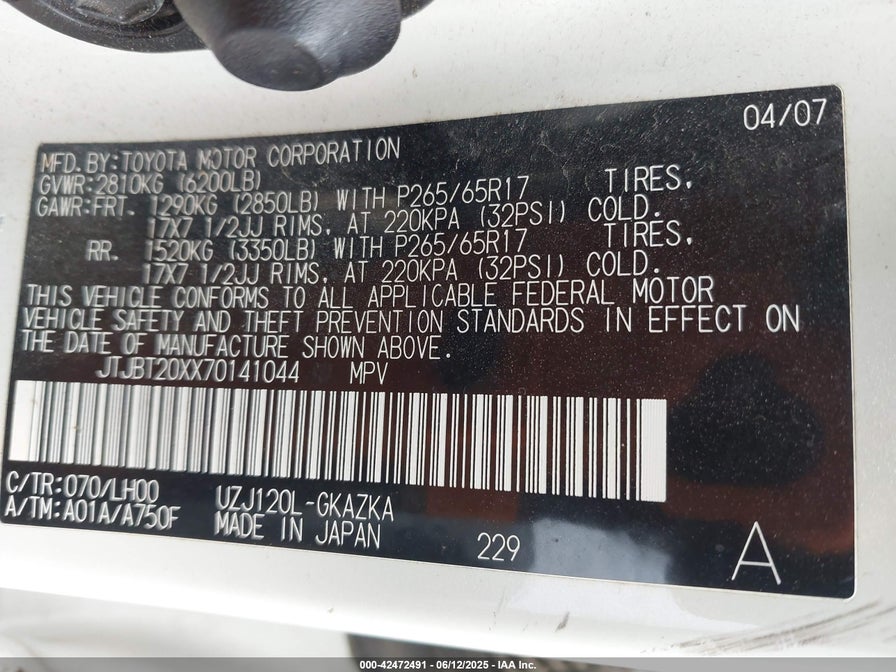 04/07
MFD. BY: TOYOTA MOTOR CORPORATION
GVWR: 2810KG (6200LB)
GAWR: FRT. 1290KG (2850LB) WITH P265/65R17 TIRES,
17X7 1/2JJ RIMS, AT 220KPA (32PSI) COLD.
RR. 1520KG (3350LB) WITH P265/65R17 TIRES,
17X7 1/2JJ RIMS, AT 220KPA (32PSI) COLD.
THIS VEHICLE CONFORMS TO ALL APPLICABLE FEDERAL MOTOR
VEHICLE SAFETY AND THEFT PREVENTION STANDARDS IN EFFECT ON
THE DATE OF MANUFACTURE SHOWN ABOVE.
JTJBT20XX70141044 MPV
C/TR: 070/LH00 UZJ120L-GKAZKA
A/TM: A01A/A750F MADE IN JAPAN 229 A
000-42472491 - 06/12/2025 - IAA Inc.